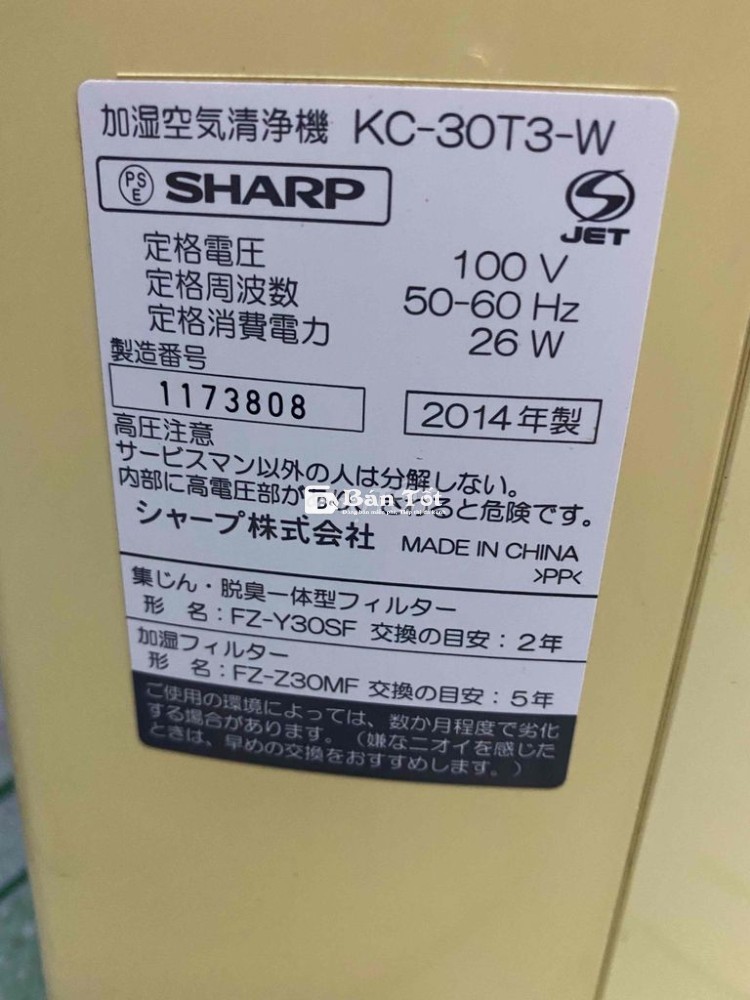 加湿空気清浄機 KC-30T3-W
PSE SHARP
JET
定格電圧 100 V
定格周波数 50-60 Hz
定格消費電力 26 W
製造番号
1173808 2014年製
高圧注意
サービスマン以外の人は分解しない。
内部に高電圧部が と危険です。
Bán Tốt
シャープ株式会社 MADE IN CHINA
>PP<
集じん・脱臭一体型フィルター
形 名：FZ-Y30SF 交換の目安：2年
加湿フィルター
形 名：FZ-Z30MF 交換の目安：5年
ご使用の環境によっては、数か月程度で劣化
する場合があります。（嫌なニオイを感じた
ときは、早めの交換をおすすめします。）